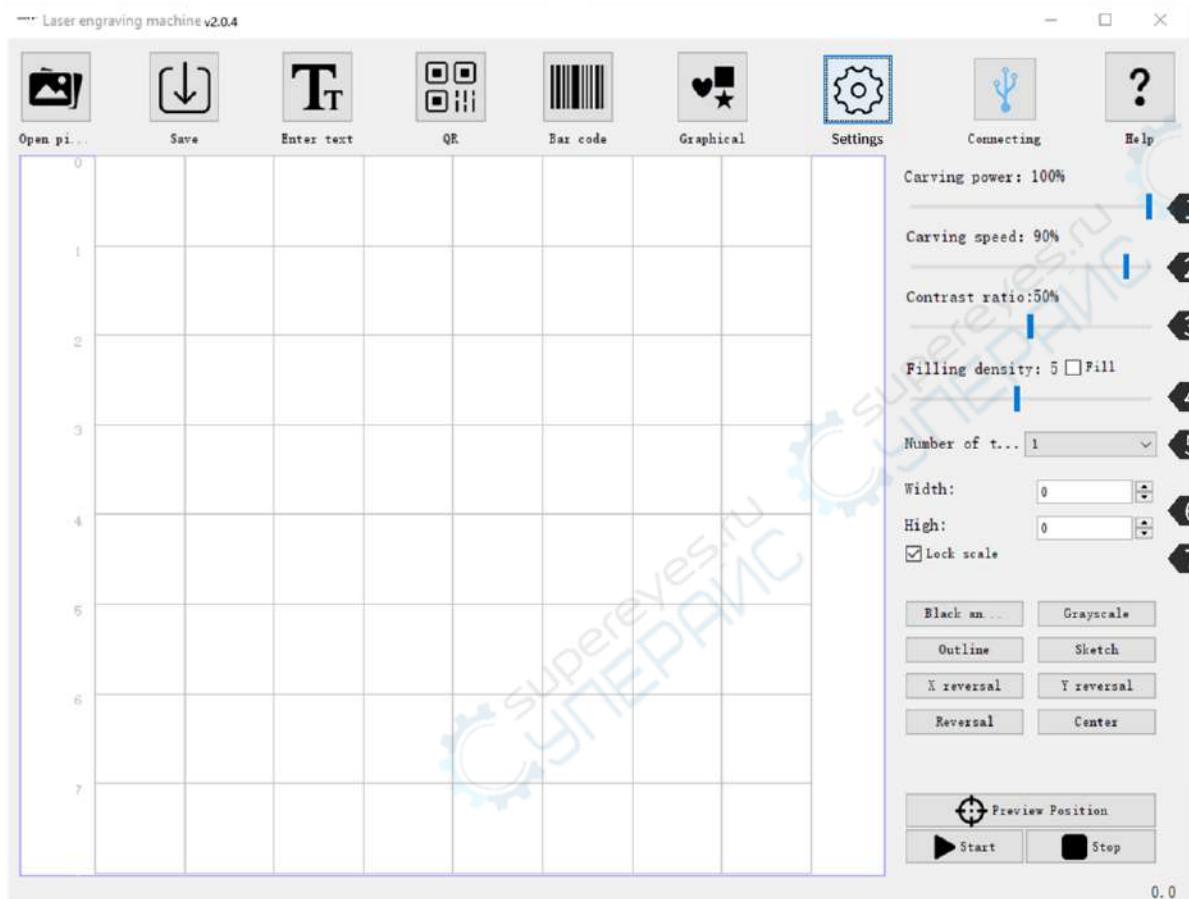 Laser engraving machine v2.0.4
Open pi...
Save
Enter text
QR
Bar code
Graphical
Settings
Connecting
Help
0
1
2
3
4
5
6
7
Carving power: 100%
Carving speed: 90%
Contrast ratio:50%
Filling density: 5 Fill
Number of t... 1
Width: 0
High: 0
Lock scale
Black an...
Grayscale
Outline
Sketch
X reversal
Y reversal
Reversal
Center
Preview Position
Start
Stop
0.0
supereyes.ru
СУПЕРАЙС
supereyes.ru
СУПЕРАЙС